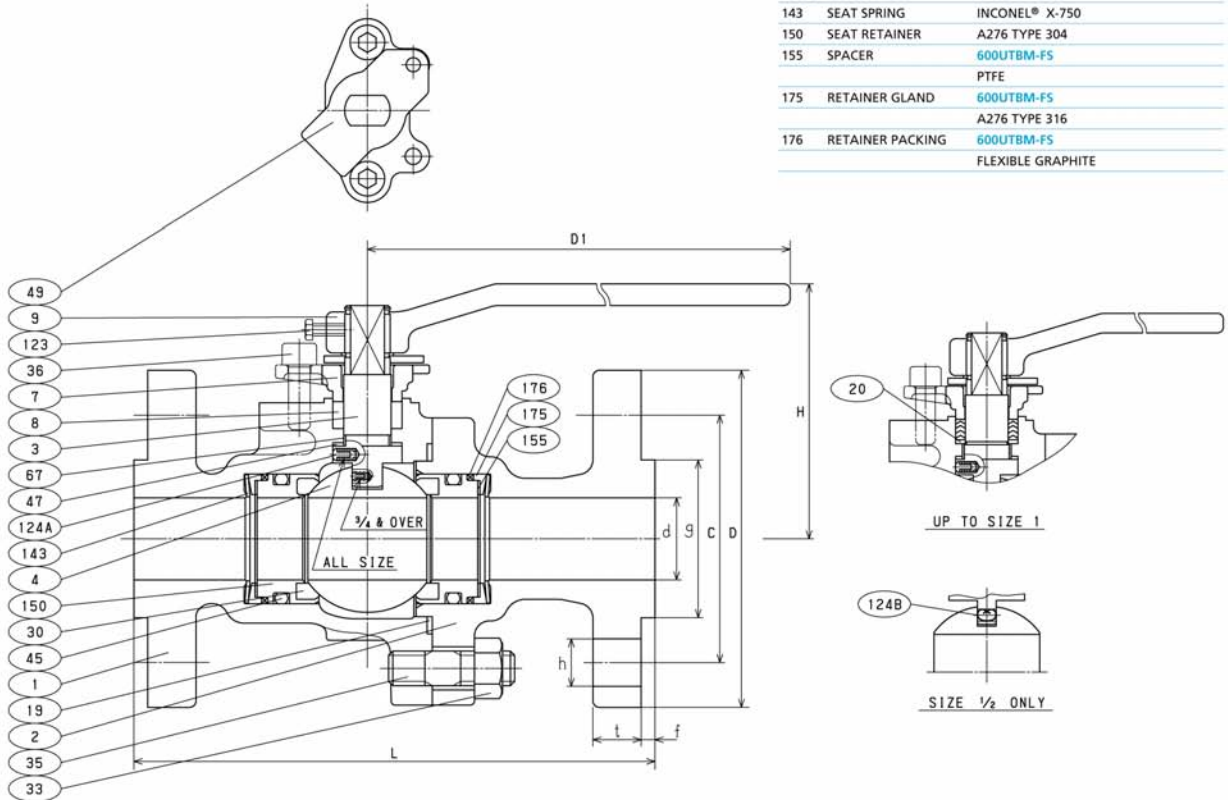 143 SEAT SPRING INCONEL® X-750
150 SEAT RETAINER A276 TYPE 304
155 SPACER 600UTBM-FS
PTFE
175 RETAINER GLAND 600UTBM-FS
A276 TYPE 316
176 RETAINER PACKING 600UTBM-FS
FLEXIBLE GRAPHITE
D1
49
9
123
36
7
8
3
67
47
124A
143
4
150
30
45
1
19
2
35
33
176
175
155
3/4 & OVER
ALL SIZE
d
g
C
D
H
h
t
f
L
20
UP TO SIZE 1
124B
SIZE 1/2 ONLY